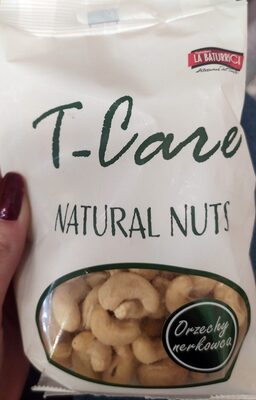 LA BATURRICA
T-Care
NATURAL NUTS
Orzechy
nerkowca